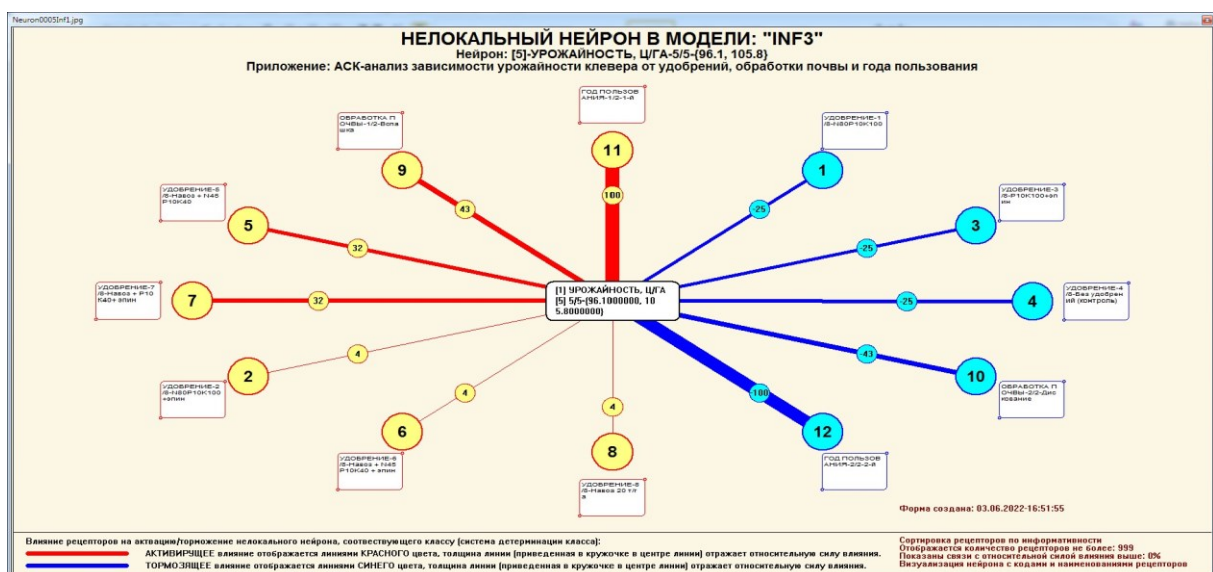 Neuron0005Inf1.jpg
НЕЛОКАЛЬНЫЙ НЕЙРОН В МОДЕЛИ: "INF3"
Нейрон: [5]-УРОЖАЙНОСТЬ, Ц/ГА-5/5-{96.1, 105.8}
Приложение: АСК-анализ зависимости урожайности клевера от удобрений, обработки почвы и года пользования
ГОД ПОЛЬЗОВ
АНИЯ-1/2-1-й
11
100
ОБРАБОТКА П
ОЧВЫ-1/2-Вспа
шка
9
43
УДОБРЕНИЕ-1
/8-N80P10K100
1
-25
УДОБРЕНИЕ-5
/8-Навоз + N45
P10K40
5
32
УДОБРЕНИЕ-3
/8-P10K100+эп
ин
3
-25
УДОБРЕНИЕ-7
/8-Навоз + P10
K40+ эпин
7
32
[1] УРОЖАЙНОСТЬ, Ц/ГА
[5] 5/5-{96.1000000, 10
5.8000000}
-25
4
УДОБРЕНИЕ-4
/8-Без удобрен
ий (контроль)
2
4
УДОБРЕНИЕ-2
/8-N80P10K100
+эпин
-43
10
ОБРАБОТКА П
ОЧВЫ-2/2-Дис
кование
6
4
УДОБРЕНИЕ-6
/8-Навоз + N45
P10K40 + эпин
4
8
УДОБРЕНИЕ-8
/8-Навоз 20 т/г
а
-100
12
ГОД ПОЛЬЗОВ
АНИЯ-2/2-2-й
Форма создана: 03.06.2022-16:51:55
Влияние рецепторов на актвацию/торможение нелокального нейрона, соотвествующего классу (система детерминации класса):
АКТИВИРУЩЕЕ влияние отображается линиями КРАСНОГО цвета, толщина линии (приведенная в кружочке в центре линии) отражает относительную силу влияния.
ТОРМОЗЯЩЕЕ влияние отображается линиями СИНЕГО цвета, толщина линии (приведенная в кружочке в центре линии) отражает относительную силу влияния.
Сортировка рецепторов по информативности
Отображается количество рецепторов не более: 999
Показаны связи с относительной силой влияния выше: 0%
Визуализация нейрона с кодами и наименованиями рецепторов